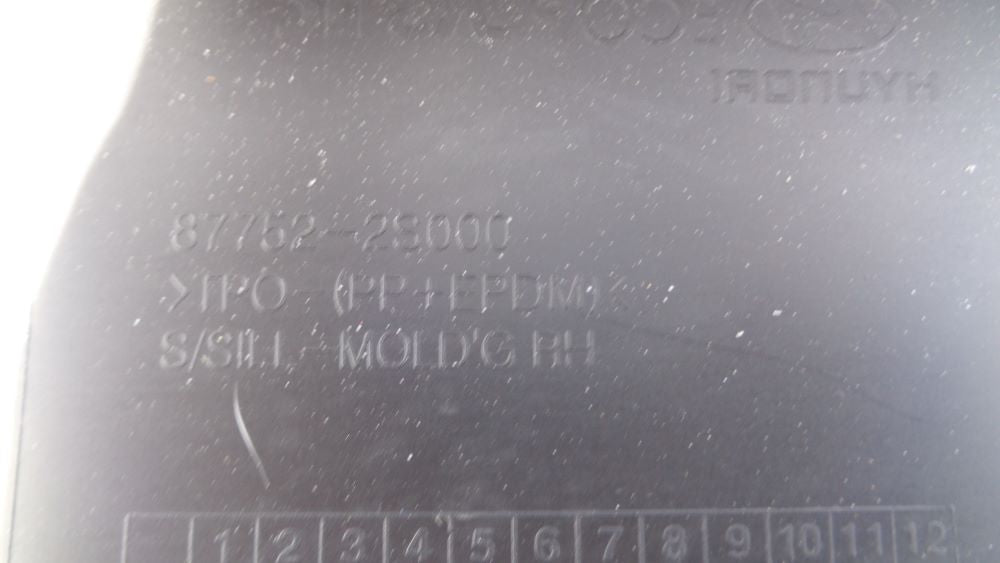 HYUNDAI
87752-2S000
>TPO-(PP+EPDM)<
S/SILL-MOLD'G RH
1 2 3 4 5 6 7 8 9 10 11 12